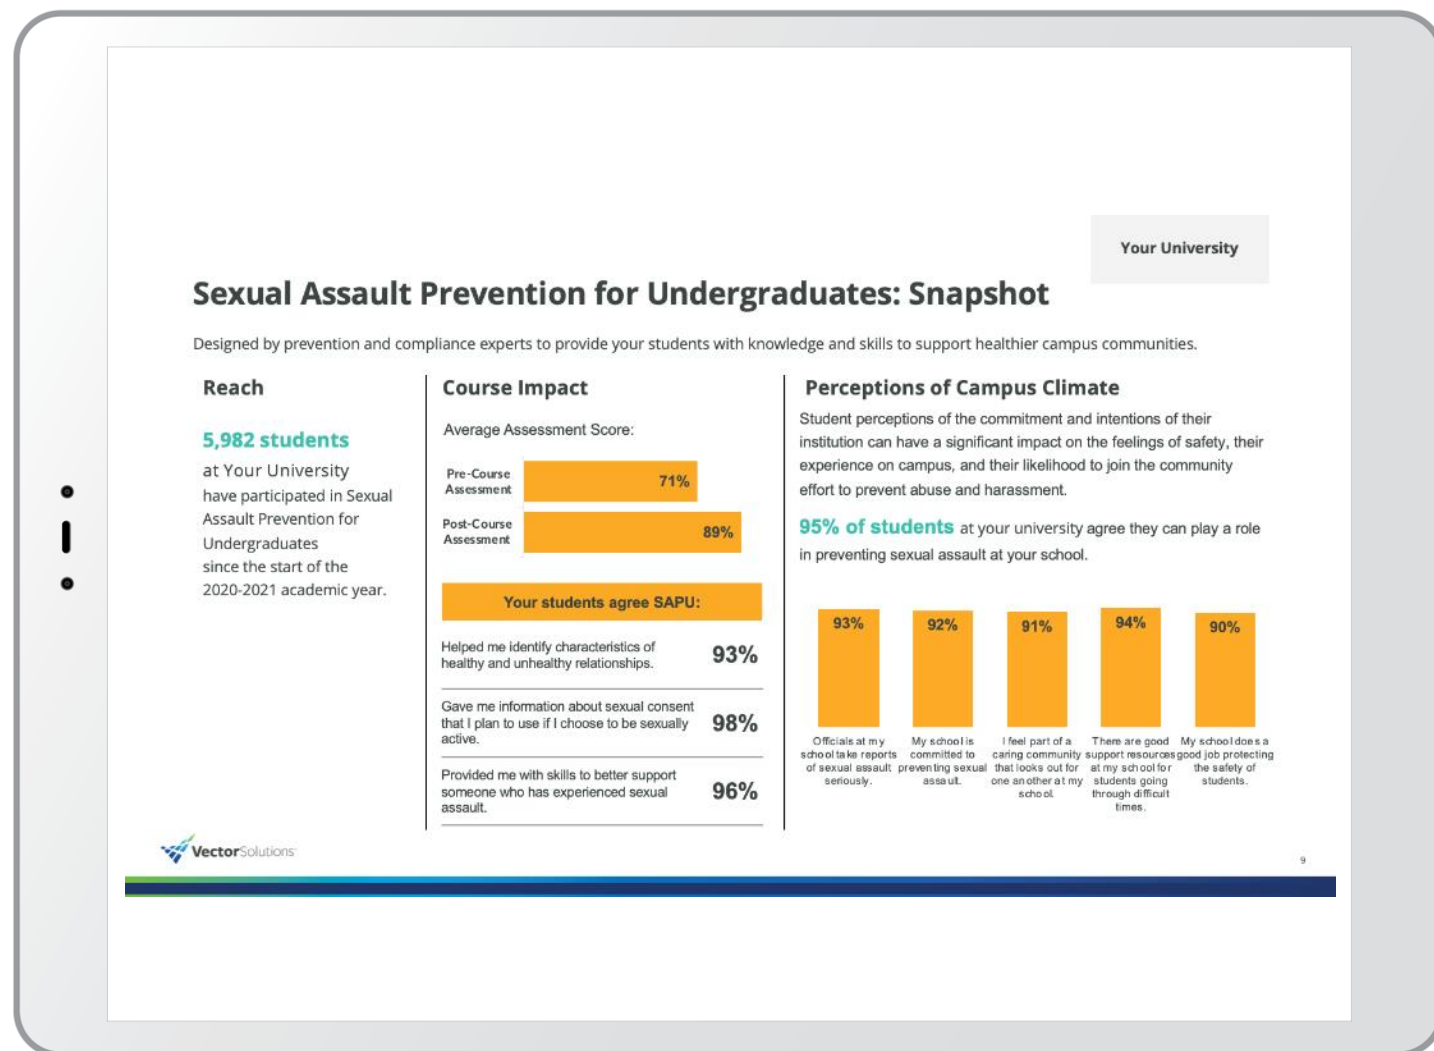 Your University
Sexual Assault Prevention for Undergraduates: Snapshot
Designed by prevention and compliance experts to provide your students with knowledge and skills to support healthier campus communities.
Reach
5,982 students
at Your University
have participated in Sexual
Assault Prevention for
Undergraduates
since the start of the
2020-2021 academic year.
Course Impact
Average Assessment Score:
Pre-Course
Assessment
71%
Post-Course
Assessment
89%
Your students agree SAPU:
Helped me identify characteristics of
healthy and unhealthy relationships.
93%
Gave me information about sexual consent
that I plan to use if I choose to be sexually
active.
98%
Provided me with skills to better support
someone who has experienced sexual
assault.
96%
Perceptions of Campus Climate
Student perceptions of the commitment and intentions of their
institution can have a significant impact on the feelings of safety, their
experience on campus, and their likelihood to join the community
effort to prevent abuse and harassment.
95% of students at your university agree they can play a role
in preventing sexual assault at your school.
93%
Officials at my
school take reports
of sexual assault
seriously.
92%
My school is
committed to
preventing sexual
assault.
91%
I feel part of a
caring community
that looks out for
one another at my
school.
94%
There are good
support resources
at my school for
students going
through difficult
times.
90%
My school does a
good job protecting
the safety of
students.
VectorSolutions
9